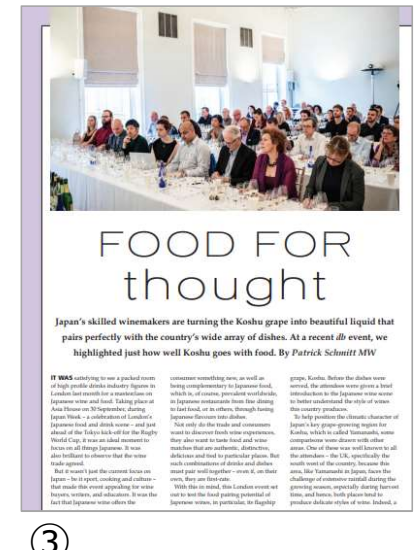 FOOD FOR
thought
Japan's skilled winemakers are turning the Koshu grape into beautiful liquid that
pairs perfectly with the country's wide array of dishes. At a recent db event, we
highlighted just how well Koshu goes with food. By Patrick Schmitt MW
IT WAS satisfying to see a packed room
of high profile drinks industry figures in
London last month for a masterclass on
Japanese wine and food. Taking place at
Asia House on 30 September, during
Japan Week – a celebration of London's
Japanese food and drink scene – and just
ahead of the Tokyo kick-off for the Rugby
World Cup, it was an ideal moment to
focus on all things Japanese. It was
also brilliant to observe that the wine
trade agreed.
But it wasn't just the current focus on
Japan – be it sport, cooking and culture –
that made this event appealing for wine
buyers, writers, and educators. It was the
fact that Japanese wine offers the
consumer something new, as well as
being complementary to Japanese food,
which is, of course, prevalent worldwide,
in Japanese restaurants from fine dining
to fast food, or in others, through fusing
Japanese flavours into dishes.
Not only do the trade and consumers
want to discover fresh wine experiences,
they also want to taste food and wine
matches that are authentic, distinctive,
delicious and tied to particular places. But
such combinations of drinks and dishes
must pair well together – even if, on their
own, they are first-rate.
With this in mind, this London event set
out to test the food pairing potential of
Japanese wines, in particular, its flagship
grape, Koshu. Before the dishes were
served, the attendees were given a brief
introduction to the Japanese wine scene
to better understand the style of wines
this country produces.
To help position the climatic character of
Japan's key grape-growing region for
Koshu, which is called Yamanashi, some
comparisons were drawn with other
areas. One of these was well known to all
the attendees – the UK, specifically the
south west of the country, because this
area, like Yamanashi in Japan, faces the
challenge of extensive rainfall during the
growing season, especially during harvest
time, and hence, both places tend to
produce delicate styles of wine. Indeed, a
③